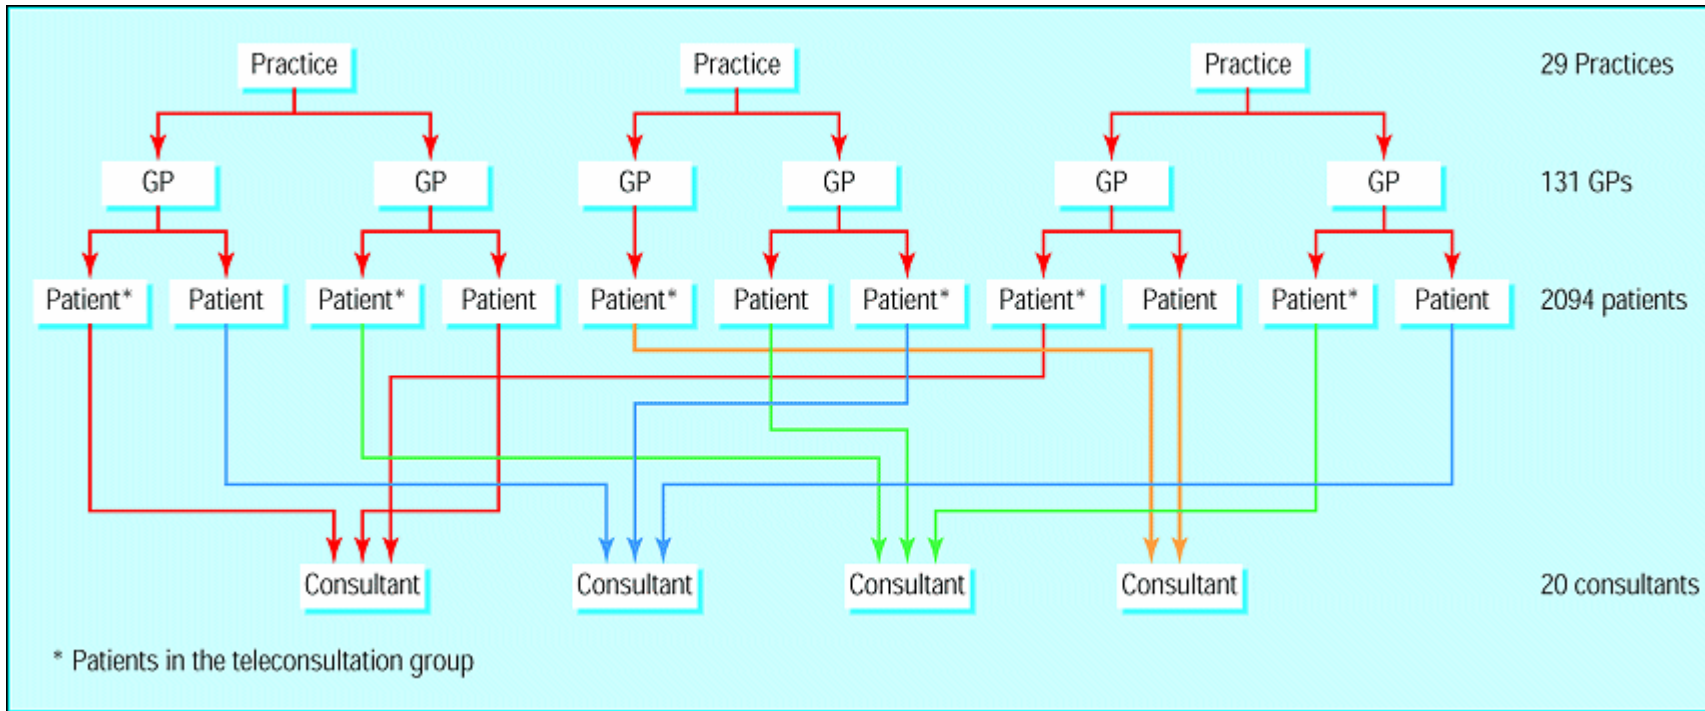 Practice Practice Practice 29 Practices
GP GP GP GP GP GP 131 GPs
Patient* Patient Patient* Patient Patient* Patient Patient* Patient* Patient Patient* Patient 2094 patients
Consultant Consultant Consultant Consultant 20 consultants
* Patients in the teleconsultation group